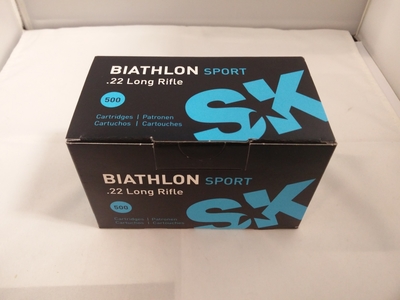 BIATHLON SPORT
.22 Long Rifle
500
Cartridges | Patronen
Cartuchos | Cartouches
SK
BIATHLON SPORT
.22 Long Rifle
500
Cartridges | Patronen
Cartuchos | Cartouches
SK